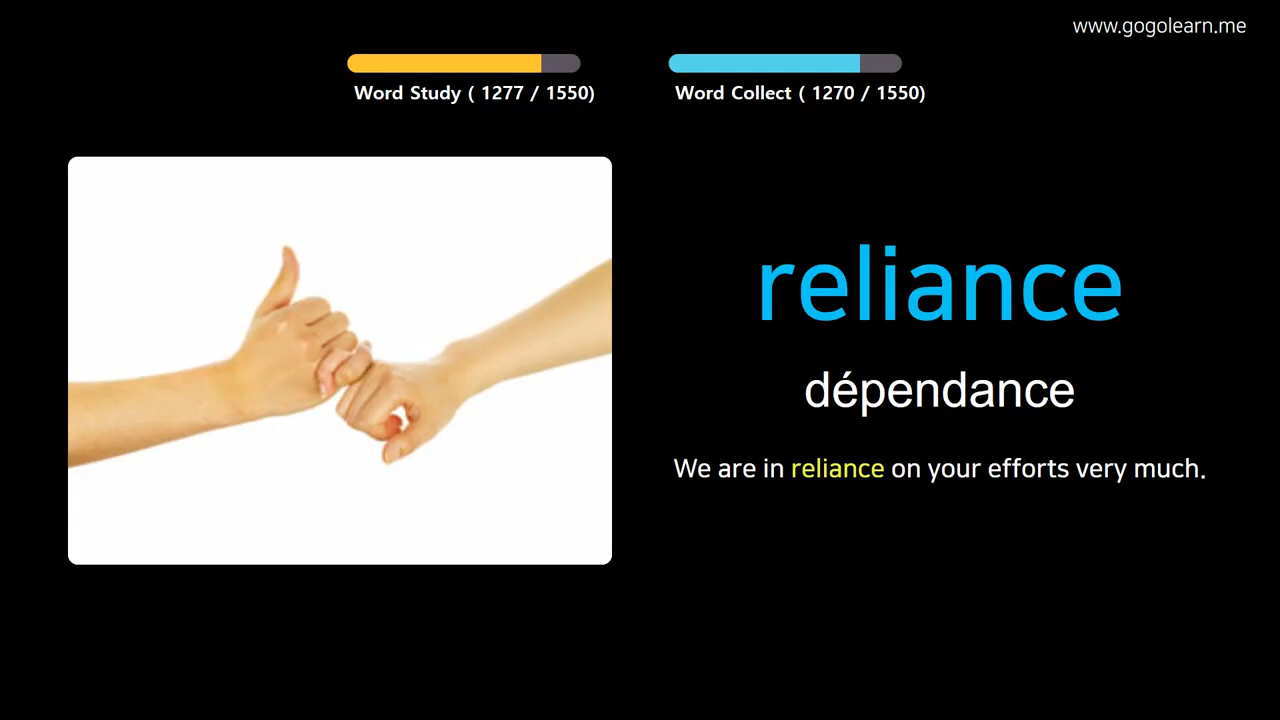 www.gogolearn.me
Word Study ( 1277 / 1550)
Word Collect ( 1270 / 1550)
reliance
dépendance
We are in reliance on your efforts very much.